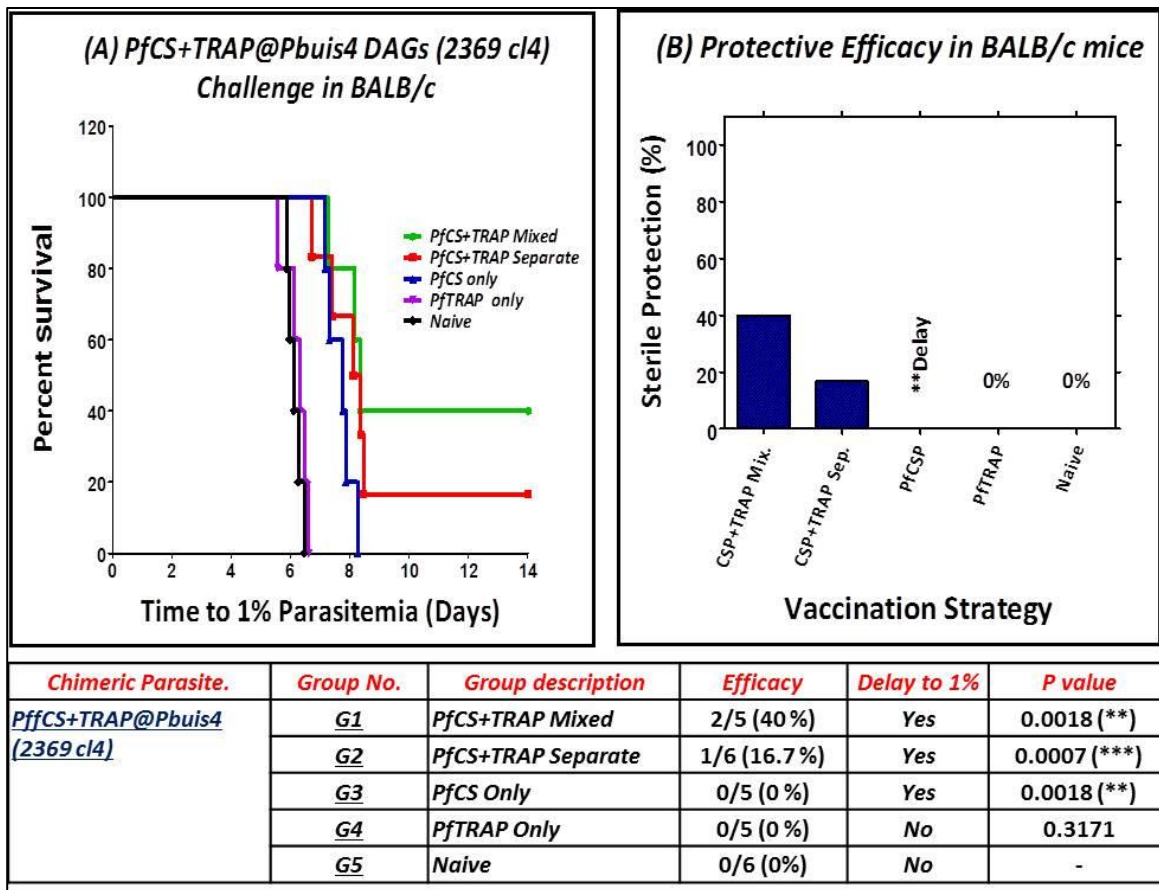 (A) PfCS+TRAP@Pbuis4 DAGs (2369 cl4)
Challenge in BALB/c
120
100
80
60
40
20
0
Percent survival
PfCS+TRAP Mixed
PfCS+TRAP Separate
PfCS only
PfTRAP only
Naive
0 2 4 6 8 10 12 14
Time to 1% Parasitemia (Days)
(B) Protective Efficacy in BALB/c mice
100
80
60
40
20
0
Sterile Protection (%)
**Delay
0%
0%
CSP+TRAP Mix.
CSP+TRAP Sep.
PfCSP
PfTRAP
Naive
Vaccination Strategy
Chimeric Parasite. Group No. Group description Efficacy Delay to 1% P value
PffCS+TRAP@Pbuis4 G1 PfCS+TRAP Mixed 2/5 (40 %) Yes 0.0018 (**)
(2369 cl4) G2 PfCS+TRAP Separate 1/6 (16.7 %) Yes 0.0007 (***)
G3 PfCS Only 0/5 (0 %) Yes 0.0018 (**)
G4 PfTRAP Only 0/5 (0 %) No 0.3171
G5 Naive 0/6 (0%) No -